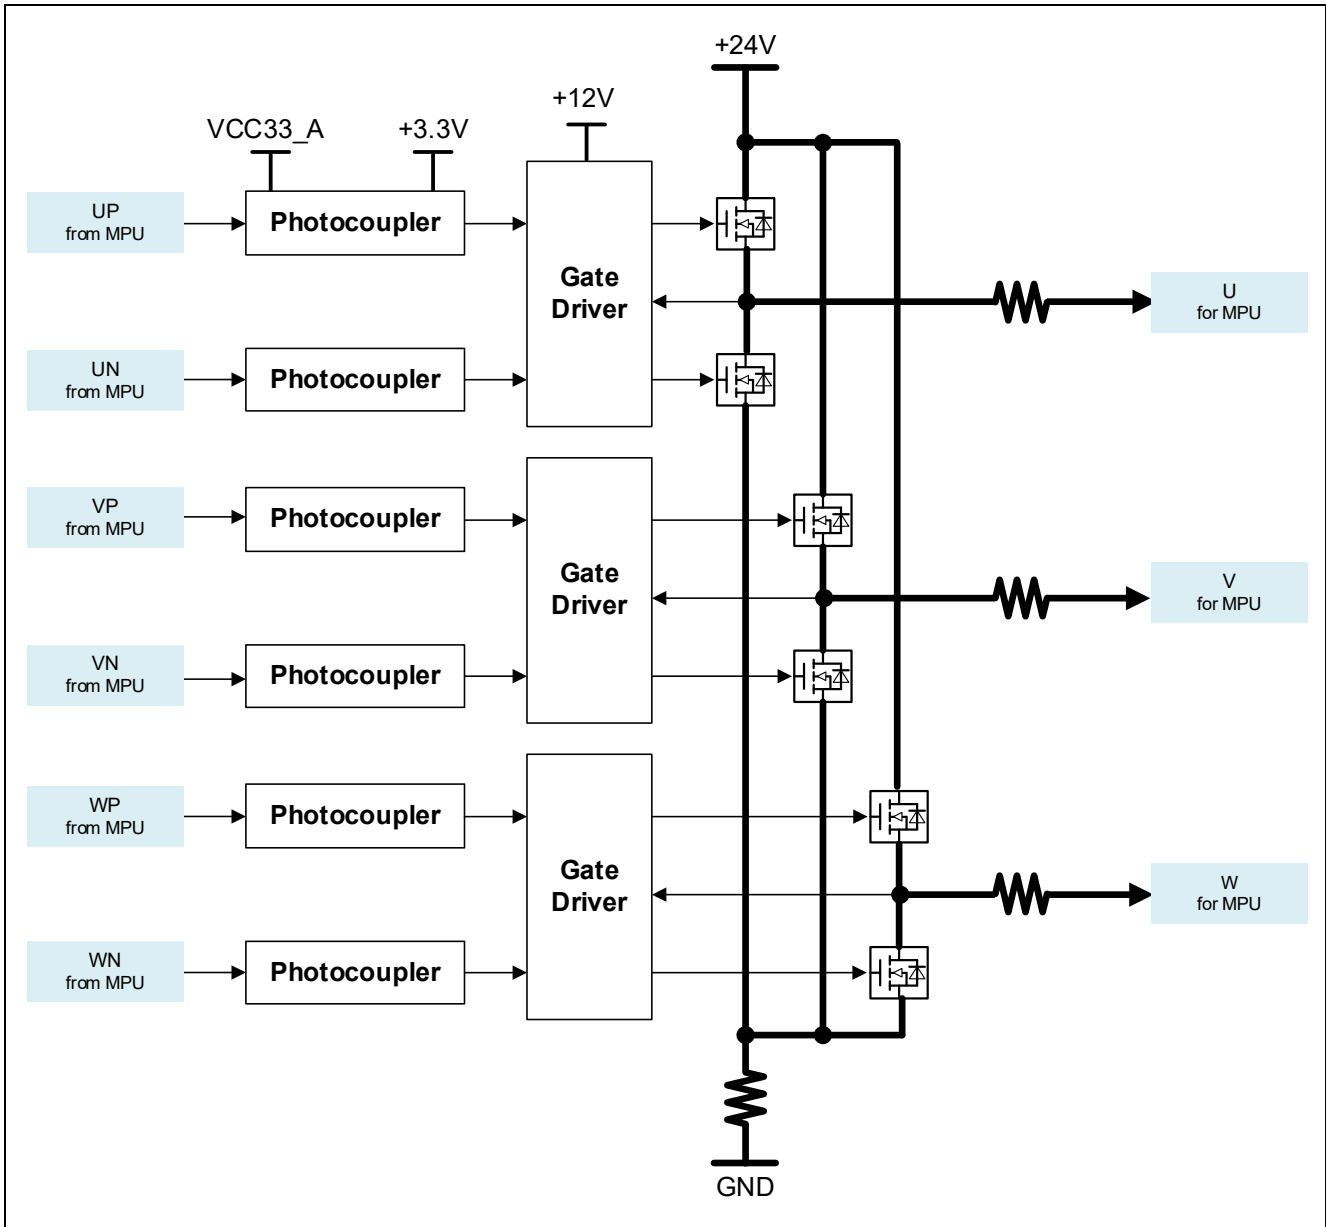 +24V
+12V
VCC33_A
+3.3V
UP
from MPU
Photocoupler
Gate
Driver
U
for MPU
UN
from MPU
Photocoupler
VP
from MPU
Photocoupler
Gate
Driver
V
for MPU
VN
from MPU
Photocoupler
WP
from MPU
Photocoupler
Gate
Driver
W
for MPU
WN
from MPU
Photocoupler
GND